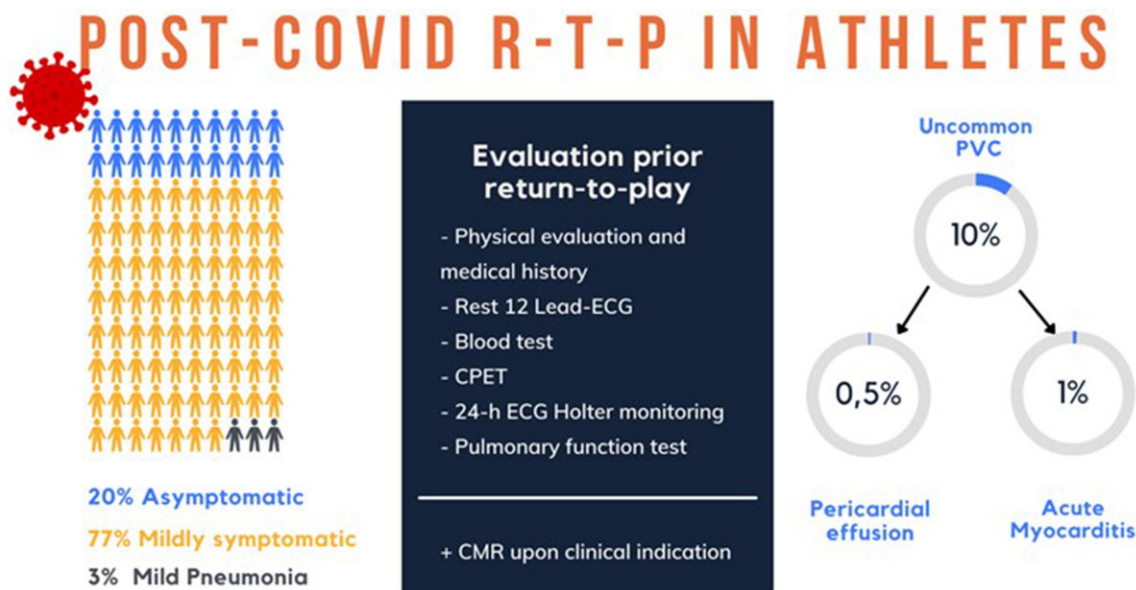 POST-COVID R-T-P IN ATHLETES
20% Asymptomatic
77% Mildly symptomatic
3% Mild Pneumonia
Evaluation prior
return-to-play
- Physical evaluation and
medical history
- Rest 12 Lead-ECG
- Blood test
- CPET
- 24-h ECG Holter monitoring
- Pulmonary function test
+ CMR upon clinical indication
Uncommon
PVC
10%
0,5%
1%
Pericardial
effusion
Acute
Myocarditis